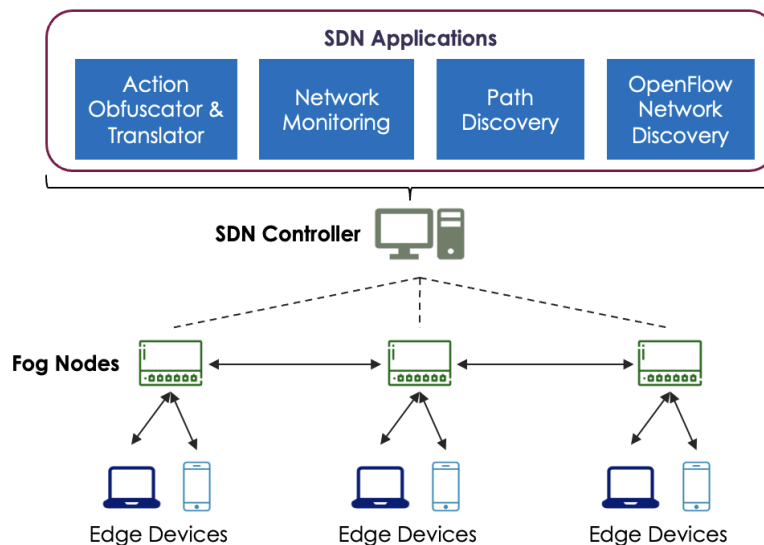 SDN Applications
Action
Obfuscator &
Translator
Network
Monitoring
Path
Discovery
OpenFlow
Network
Discovery
SDN Controller
Fog Nodes
Edge Devices
Edge Devices
Edge Devices